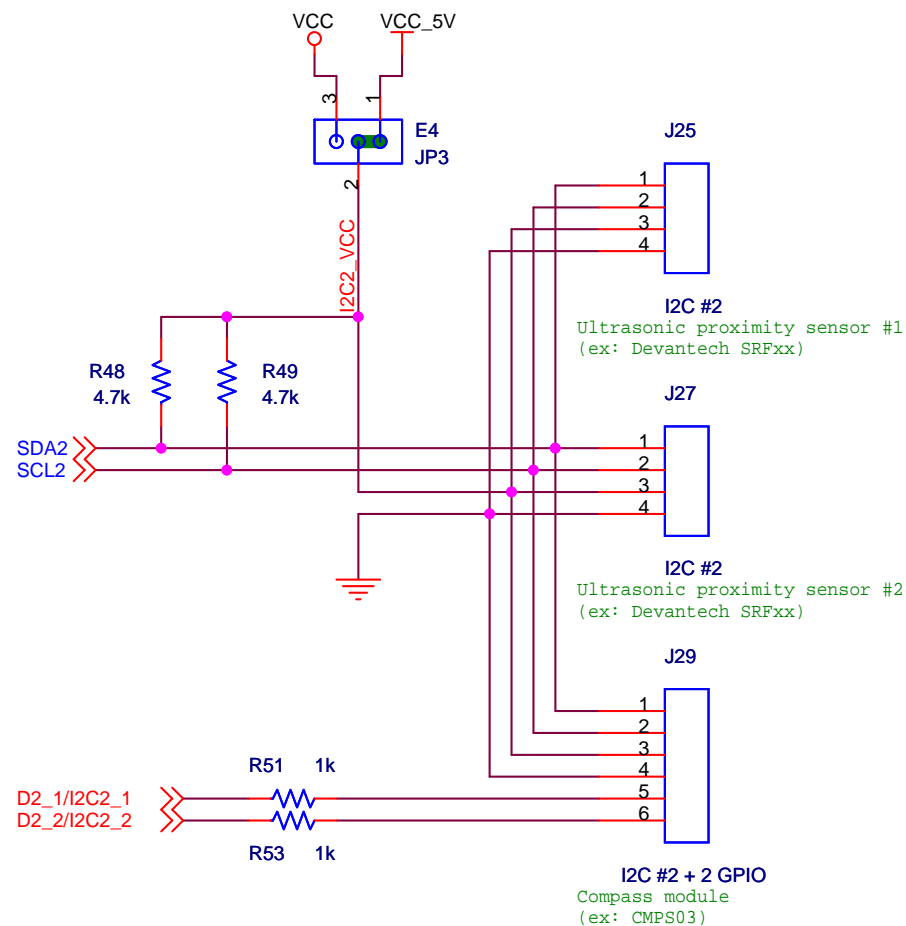 VCC
VCC_5V
3
1
E4
JP3
2
I2C2_VCC
J25
1
2
3
4
I2C #2
Ultrasonic proximity sensor #1
(ex: Devantech SRFxx)
R48
4.7k
R49
4.7k
J27
SDA2
SCL2
1
2
3
4
I2C #2
Ultrasonic proximity sensor #2
(ex: Devantech SRFxx)
J29
1
2
3
4
5
6
R51 1k
D2_1/I2C2_1
D2_2/I2C2_2
R53 1k
I2C #2 + 2 GPIO
Compass module
(ex: CMPS03)